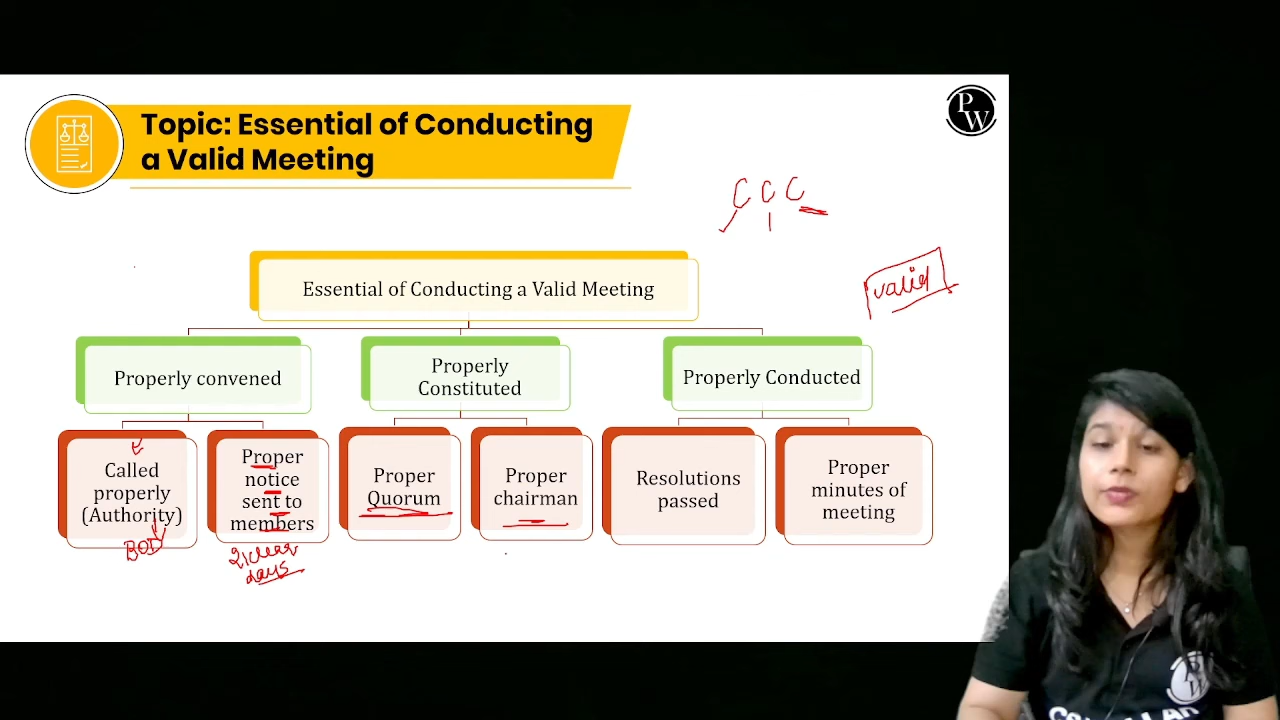 Topic: Essential of Conducting
a Valid Meeting
P
W
C C C
valid
Essential of Conducting a Valid Meeting
Properly convened
Properly
Constituted
Properly Conducted
Called
properly
(Authority)
BOD
Proper
notice
sent to
members
21 clear
days
Proper
Quorum
Proper
chairman
Resolutions
passed
Proper
minutes of
meeting
P
W